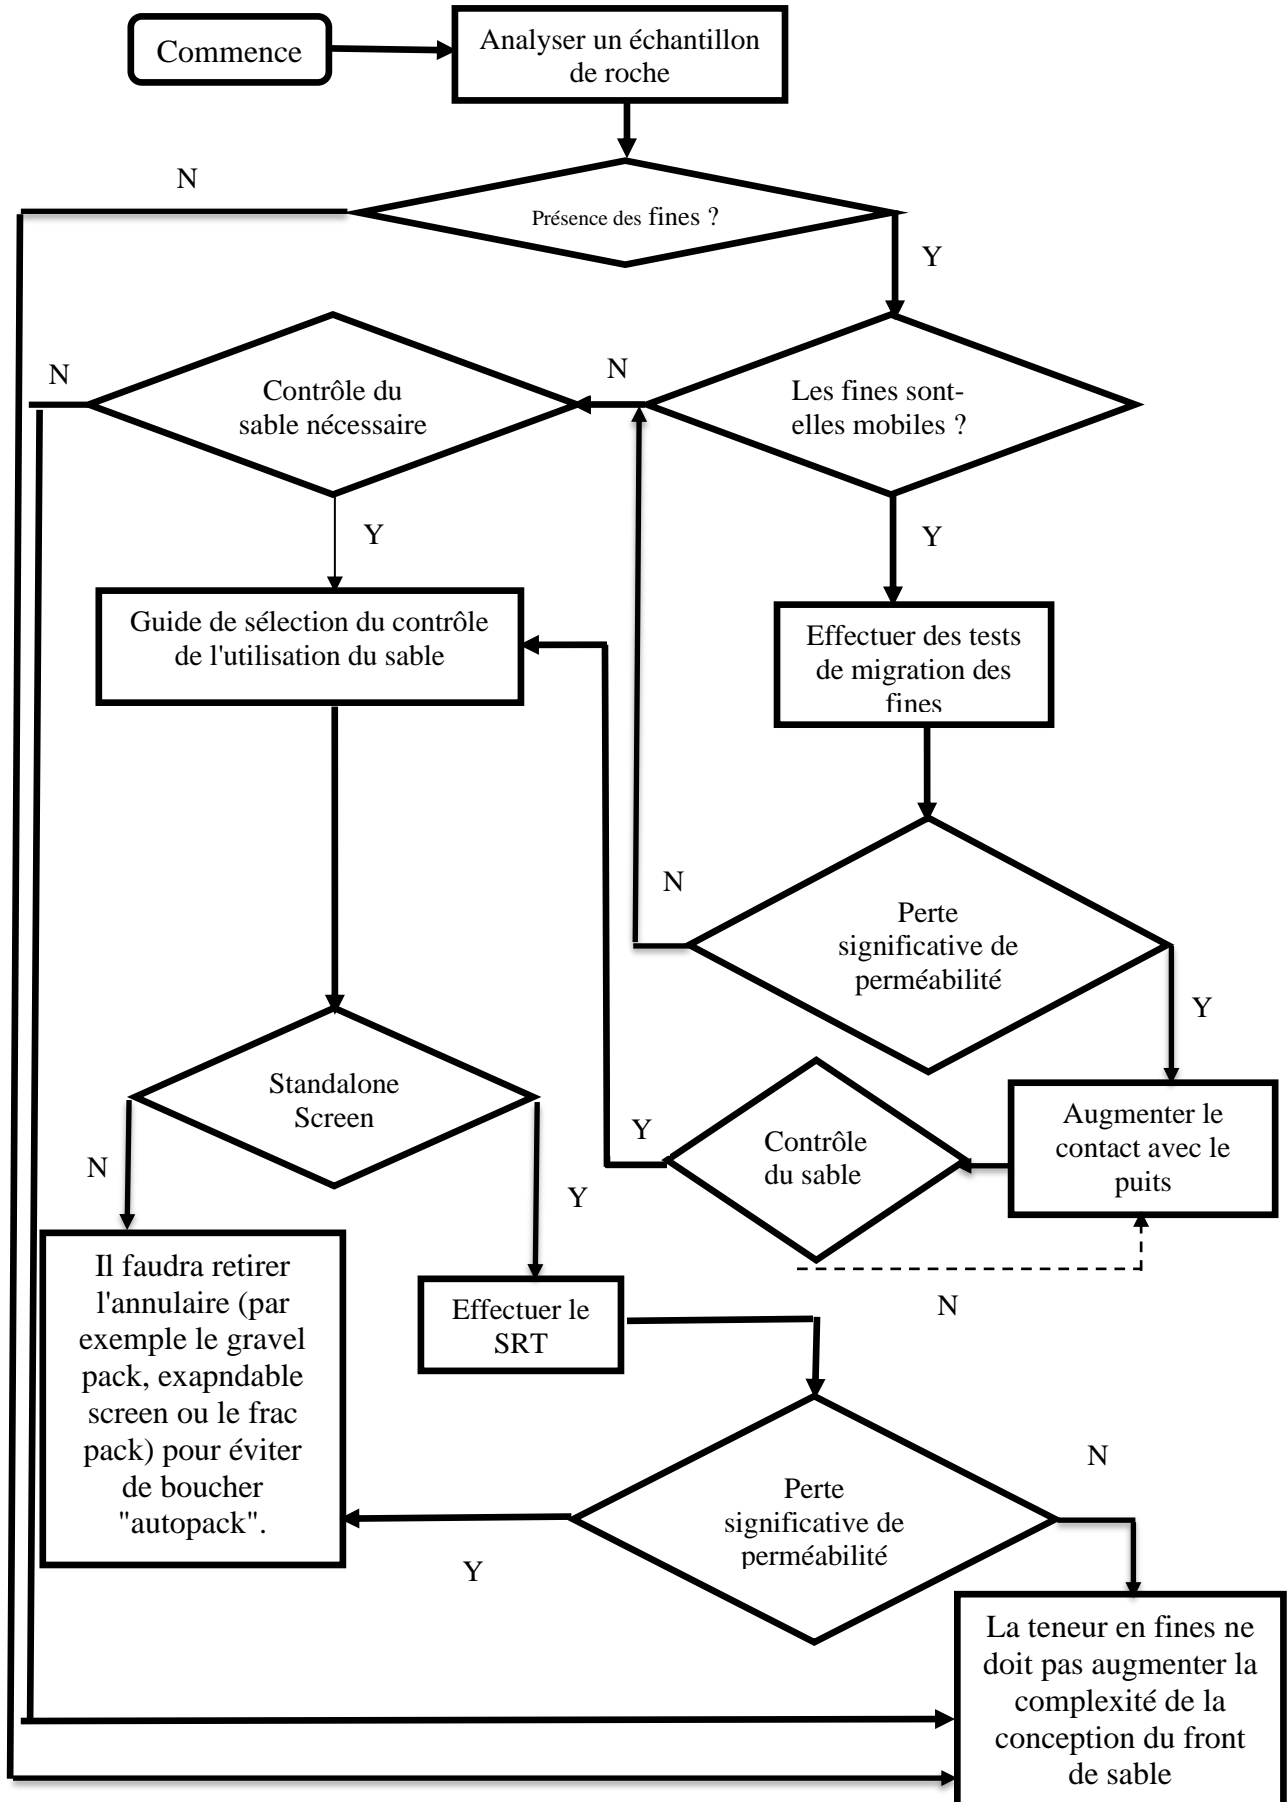 Commence
Analyser un échantillon
de roche
N
Présence des fines ?
Y
N
Contrôle du
sable nécessaire
N
Les fines sont-
elles mobiles ?
Y
Y
Guide de sélection du contrôle
de l'utilisation du sable
Effectuer des tests
de migration des
fines
N
Perte
significative de
perméabilité
Y
Standalone
Screen
N
Y
Y
Contrôle
du sable
Augmenter le
contact avec le
puits
N
Il faudra retirer
l'annulaire (par
exemple le gravel
pack, exapndable
screen ou le frac
pack) pour éviter
de boucher
"autopack".
Effectuer le
SRT
Perte
significative de
perméabilité
N
Y
La teneur en fines ne
doit pas augmenter la
complexité de la
conception du front
de sable